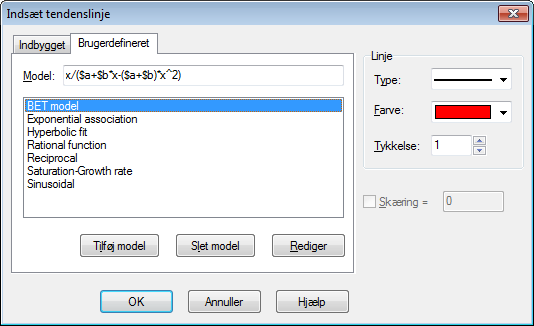 Indsæt tendenslinje
Indbygget
Brugerdefineret
Model: x/($a+$b*x-($a+$b)*x^2)
BET model
Exponential association
Hyperbolic fit
Rational function
Reciprocal
Saturation-Growth rate
Sinusoidal
Tilføj model
Slet model
Rediger
Linje
Type:
Farve:
Tykkelse: 1
Skæring = 0
OK
Annuller
Hjælp